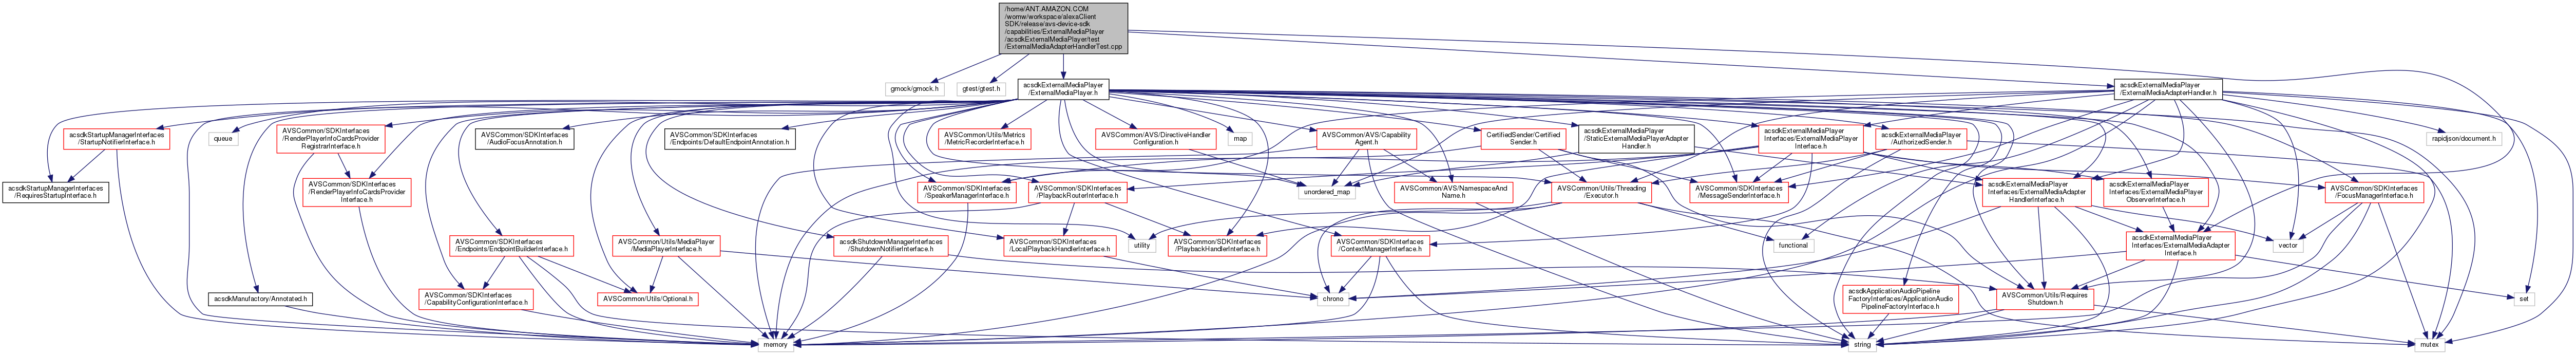 /home/ANT.AMAZON.COM
/womw/workspace/alexaClient
SDK/release/avs-device-sdk
/capabilities/ExternalMediaPlayer
/acsdkExternalMediaPlayer/test
/ExternalMediaAdapterHandlerTest.cpp
gmock/gmock.h
gtest/gtest.h
acsdkExternalMediaPlayer
/ExternalMediaPlayer.h
acsdkExternalMediaPlayer
/ExternalMediaAdapterHandler.h
acsdkStartupManagerInterfaces
/StartupNotifierInterface.h
queue
AVSCommon/SDKInterfaces
/RenderPlayerInfoCardsProvider
RegistrarInterface.h
AVSCommon/SDKInterfaces
/AudioFocusAnnotation.h
AVSCommon/SDKInterfaces
/Endpoints/DefaultEndpointAnnotation.h
AVSCommon/Utils/Metrics
/MetricRecorderInterface.h
AVSCommon/AVS/DirectiveHandler
Configuration.h
map
AVSCommon/AVS/Capability
Agent.h
CertifiedSender/Certified
Sender.h
acsdkExternalMediaPlayer
/StaticExternalMediaPlayerAdapter
Handler.h
acsdkExternalMediaPlayer
Interfaces/ExternalMediaPlayer
Interface.h
acsdkExternalMediaPlayer
/AuthorizedSender.h
rapidjson/document.h
acsdkStartupManagerInterfaces
/RequiresStartupInterface.h
AVSCommon/SDKInterfaces
/RenderPlayerInfoCardsProvider
Interface.h
AVSCommon/SDKInterfaces
/SpeakerManagerInterface.h
AVSCommon/SDKInterfaces
/PlaybackRouterInterface.h
unordered_map
AVSCommon/AVS/NamespaceAnd
Name.h
AVSCommon/Utils/Threading
/Executor.h
AVSCommon/SDKInterfaces
/MessageSenderInterface.h
acsdkExternalMediaPlayer
Interfaces/ExternalMediaAdapter
HandlerInterface.h
acsdkExternalMediaPlayer
Interfaces/ExternalMediaPlayer
ObserverInterface.h
AVSCommon/SDKInterfaces
/FocusManagerInterface.h
AVSCommon/SDKInterfaces
/Endpoints/EndpointBuilderInterface.h
AVSCommon/Utils/MediaPlayer
/MediaPlayerInterface.h
acsdkShutdownManagerInterfaces
/ShutdownNotifierInterface.h
AVSCommon/SDKInterfaces
/LocalPlaybackHandlerInterface.h
utility
AVSCommon/SDKInterfaces
/PlaybackHandlerInterface.h
AVSCommon/SDKInterfaces
/ContextManagerInterface.h
functional
acsdkExternalMediaPlayer
Interfaces/ExternalMediaAdapter
Interface.h
vector
acsdkManufactory/Annotated.h
AVSCommon/SDKInterfaces
/CapabilityConfigurationInterface.h
AVSCommon/Utils/Optional.h
chrono
acsdkApplicationAudioPipeline
FactoryInterfaces/ApplicationAudio
PipelineFactoryInterface.h
AVSCommon/Utils/Requires
Shutdown.h
set
memory
string
mutex